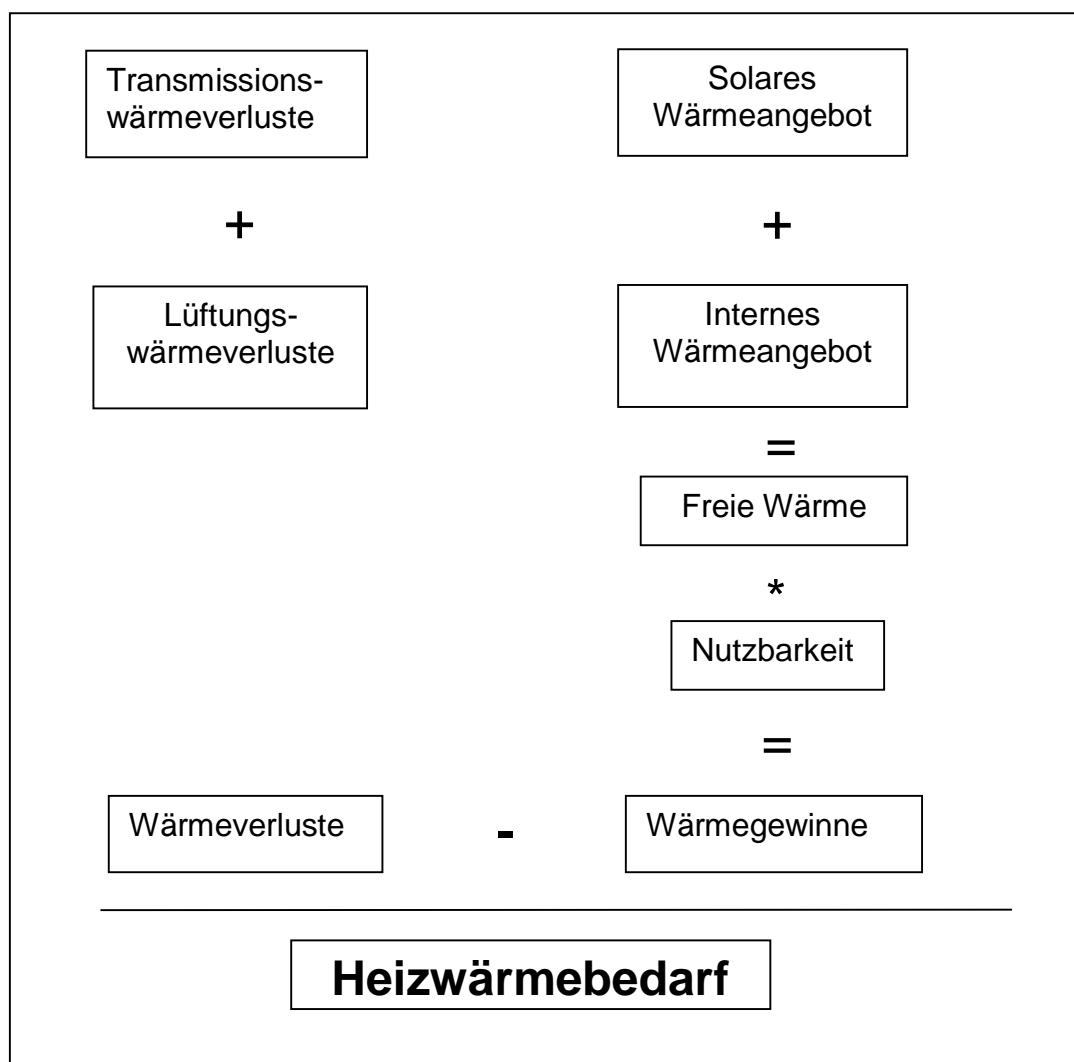 Transmissions-
wärmeverluste
Solares
Wärmeangebot
+
+
Lüftungs-
wärmeverluste
Internes
Wärmeangebot
=
Freie Wärme
*
Nutzbarkeit
=
Wärmeverluste
-
Wärmegewinne
Heizwärmebedarf